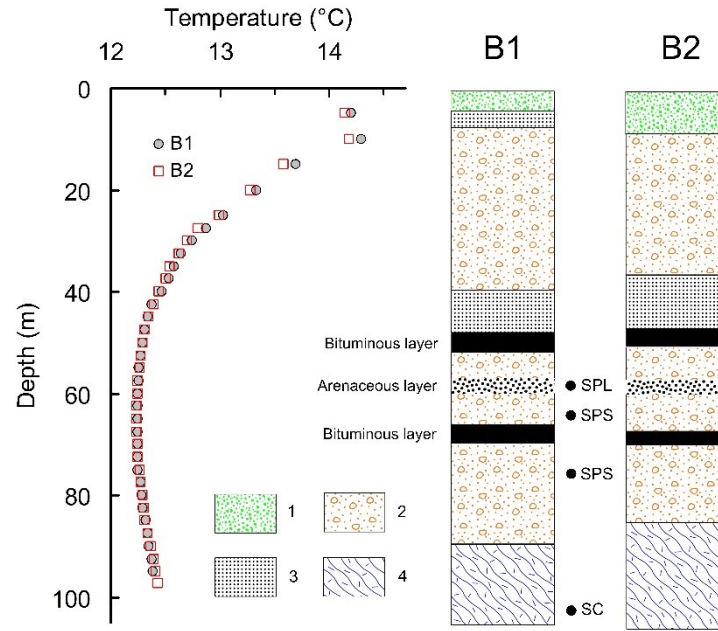 Temperature (°C)
12 13 14
B1 B2
0
B1
B2
20
40
Depth (m)
Bituminous layer
Arenaceous layer
SPL
60
SPS
Bituminous layer
SPS
80
1 2
3 4
100
SC